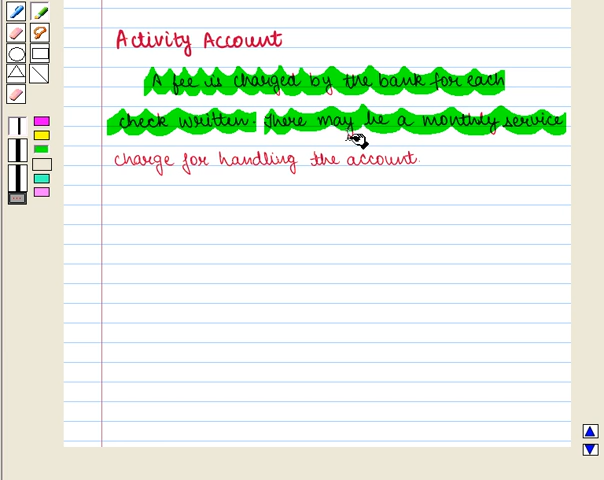 Activity Account
A fee is charged by the bank for each
check written. There may be a monthly service
charge for handling the account.